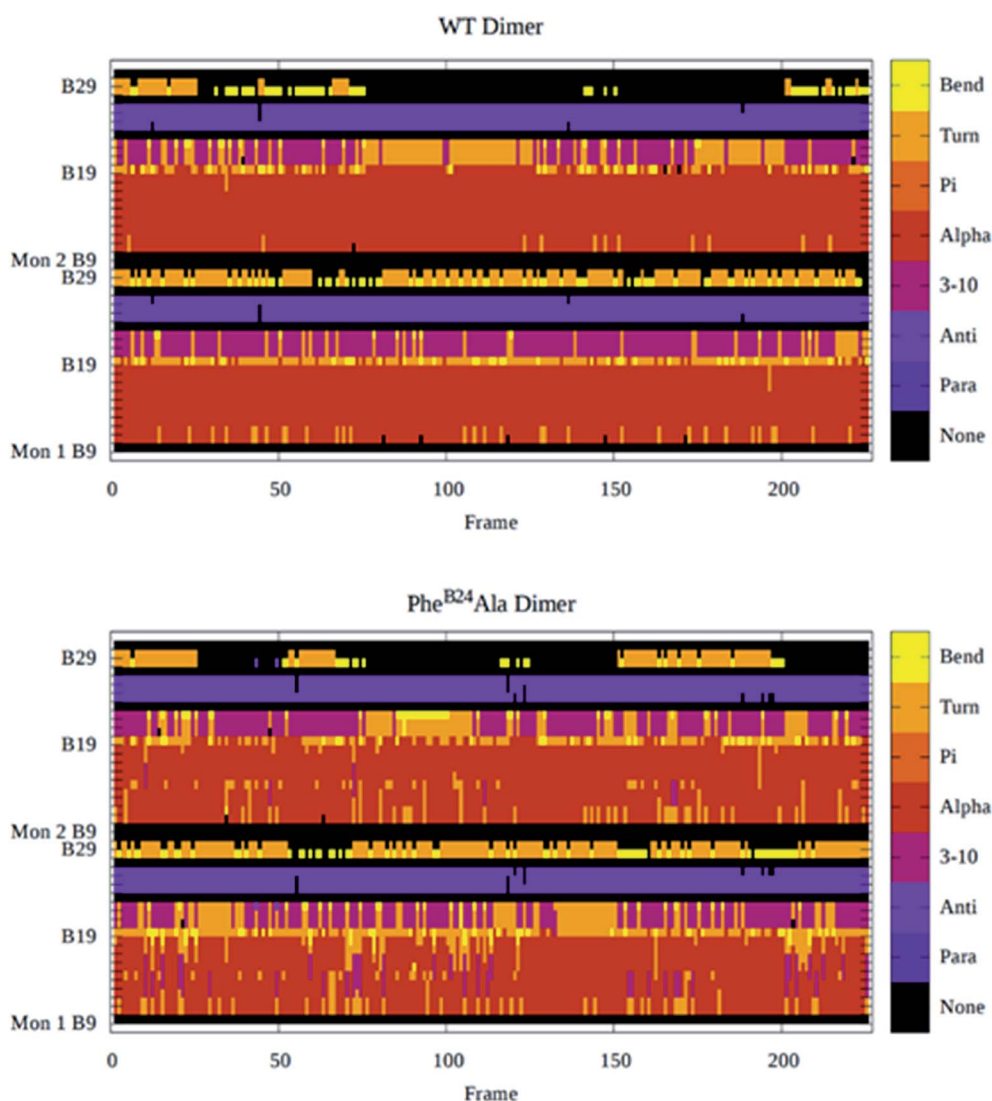 WT Dimer
B29
B19
Mon 2 B9
B29
B19
Mon 1 B9
0 50 100 150 200
Frame
Bend
Turn
Pi
Alpha
3-10
Anti
Para
None
Phe^B24Ala Dimer
B29
B19
Mon 2 B9
B29
B19
Mon 1 B9
0 50 100 150 200
Frame
Bend
Turn
Pi
Alpha
3-10
Anti
Para
None